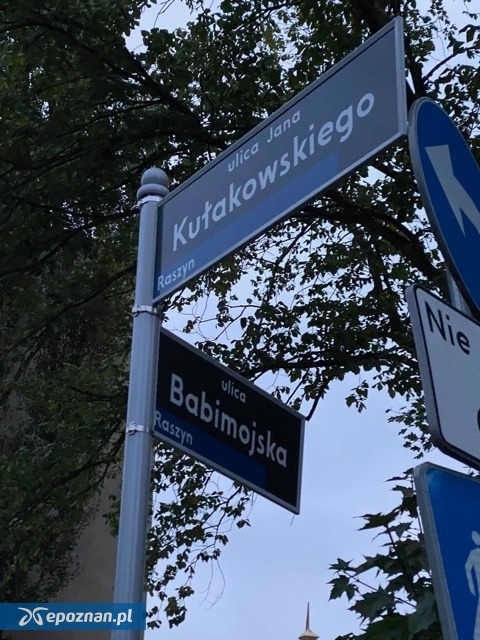 ulica Jana
Kułakowskiego
Raszyn
ulica
Babimojska
Raszyn
Nie
epoznan.pl